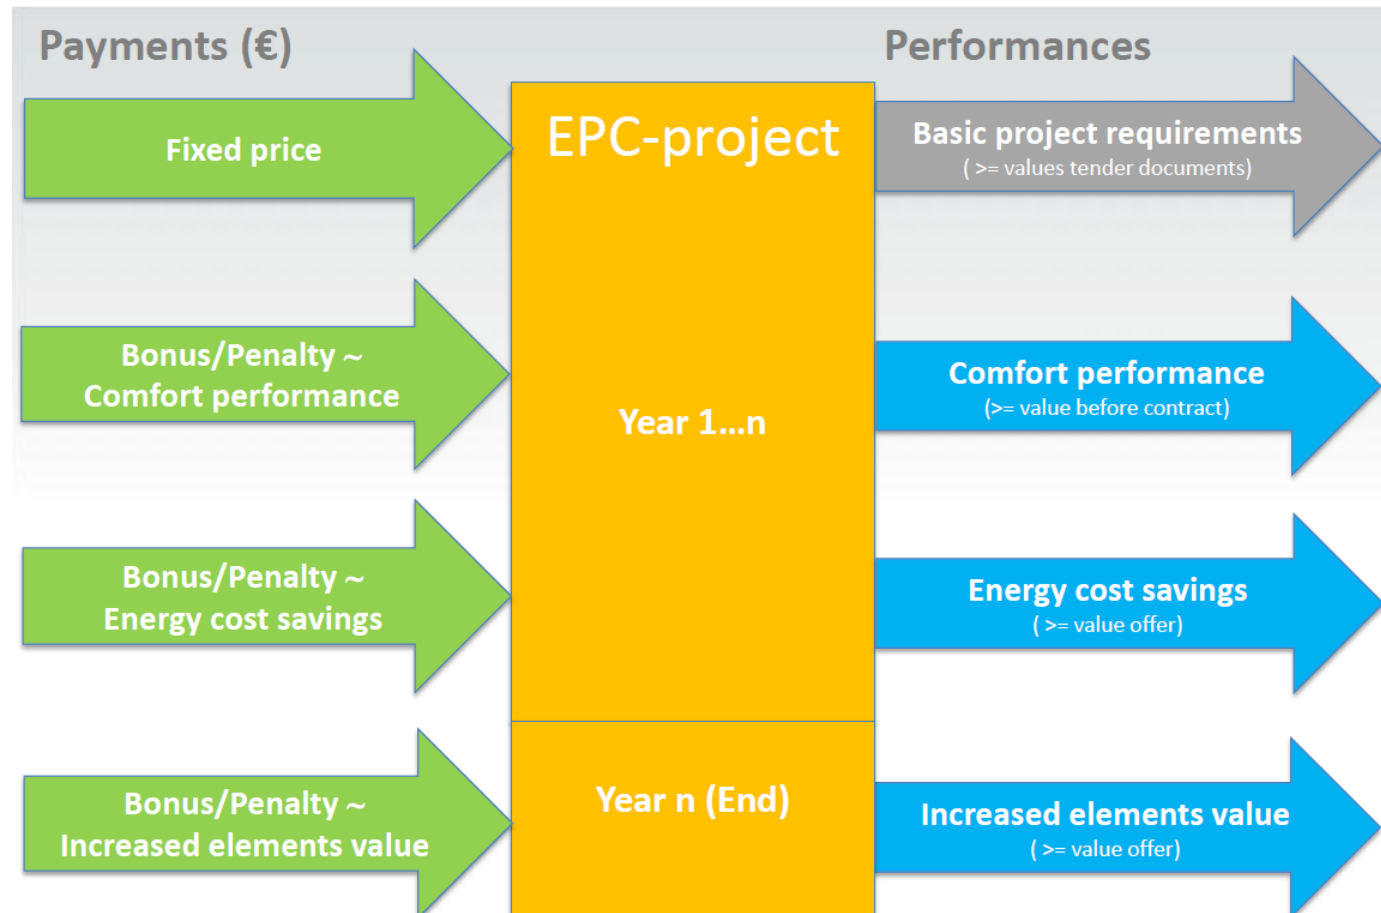 Payments (€)
Performances
Fixed price
EPC-project
Basic project requirements
( >= values tender documents)
Bonus/Penalty ~
Comfort performance
Year 1...n
Comfort performance
(>= value before contract)
Bonus/Penalty ~
Energy cost savings
Energy cost savings
( >= value offer)
Bonus/Penalty ~
Increased elements value
Year n (End)
Increased elements value
( >= value offer)